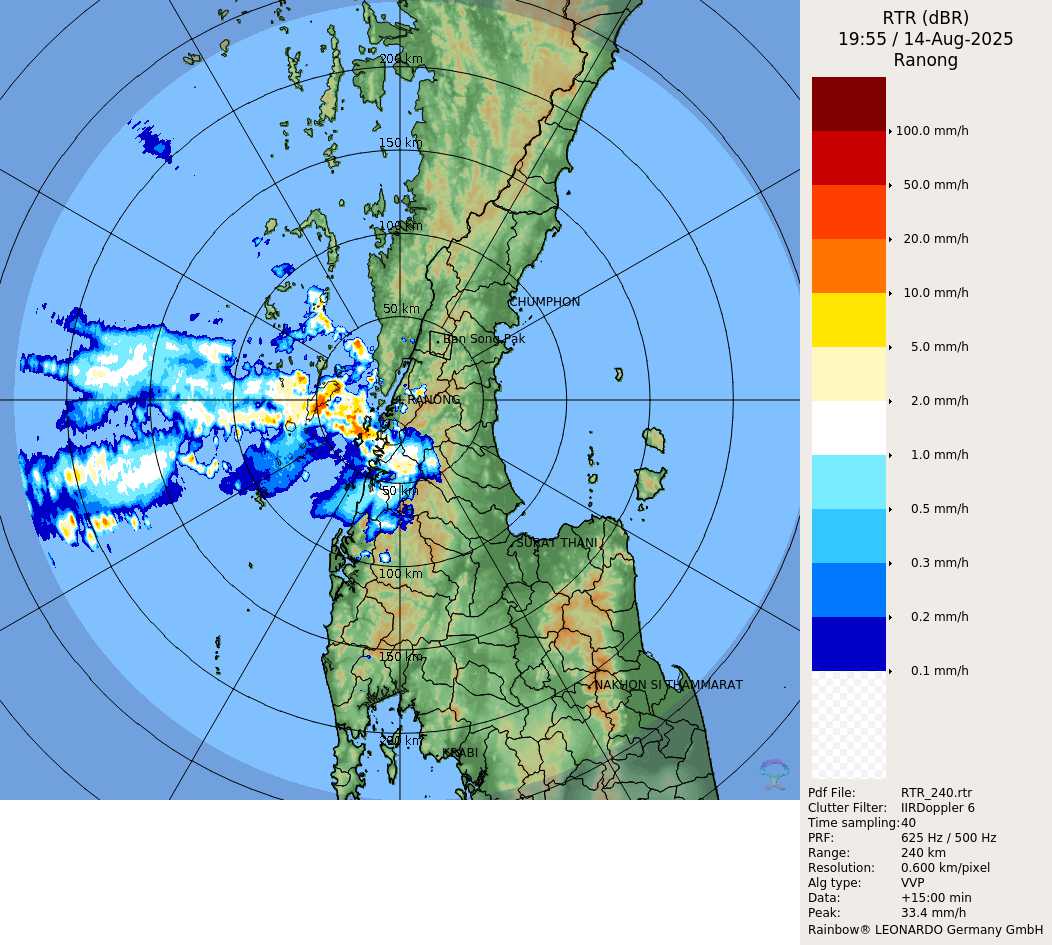 200 km
150 km
100 km
50 km
CHUMPHON
Ban Song Pak
RANONG
50 km
SURAT THANI
100 km
150 km
NAKHON SI THAMMARAT
200 km
KRABI
RTR (dBR)
19:55 / 14-Aug-2025
Ranong
100.0 mm/h
50.0 mm/h
20.0 mm/h
10.0 mm/h
5.0 mm/h
2.0 mm/h
1.0 mm/h
0.5 mm/h
0.3 mm/h
0.2 mm/h
0.1 mm/h
Pdf File: RTR_240.rtr
Clutter Filter: IIRDoppler 6
Time sampling: 40
PRF: 625 Hz / 500 Hz
Range: 240 km
Resolution: 0.600 km/pixel
Alg type: VVP
Data: +15:00 min
Peak: 33.4 mm/h
Rainbow® LEONARDO Germany GmbH